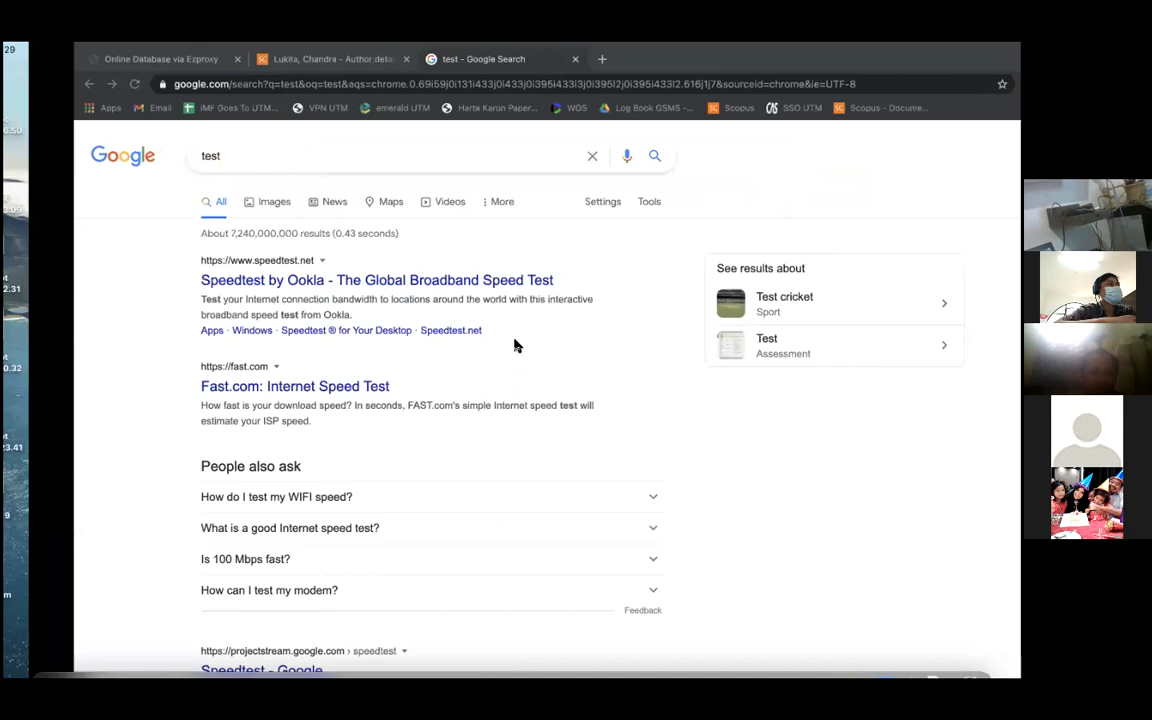 29
Online Database via Ezproxy
Lukita, Chandra - Author deta
test - Google Search
google.com/search?q=test&oq=test&aqs=chrome.0.69i59j0i131i433j0i433j0i395i433l3j0i395l2j0i395i433l2.616j1j7&sourceid=chrome&ie=UTF-8
Apps
Email
IMF Goes To UTM...
VPN UTM
emerald UTM
Harta Karun Paper...
WOS
Log Book GSMS -...
Scopus
SSO UTM
Scopus - Docume...
Google
test
All
Images
News
Maps
Videos
More
Settings
Tools
About 7,240,000,000 results (0.43 seconds)
https://www.speedtest.net
Speedtest by Ookla - The Global Broadband Speed Test
Test your Internet connection bandwidth to locations around the world with this interactive
broadband speed test from Ookla.
Apps · Windows · Speedtest ® for Your Desktop · Speedtest.net
https://fast.com
Fast.com: Internet Speed Test
How fast is your download speed? In seconds, FAST.com's simple Internet speed test will
estimate your ISP speed.
People also ask
How do I test my WIFI speed?
What is a good Internet speed test?
Is 100 Mbps fast?
How can I test my modem?
Feedback
https://projectstream.google.com › speedtest
Speedtest - Google
See results about
Test cricket
Sport
Test
Assessment